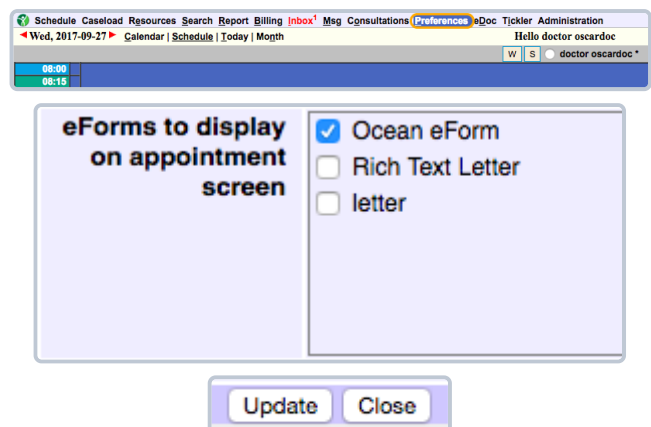 Schedule Caseload Resources Search Report Billing Inbox1 Msg Consultations Preferences eDoc Tickler Administration
Wed, 2017-09-27 Calendar | Schedule | Today | Month Hello doctor oscardoc
W S doctor oscardoc *
08:00
08:15
eForms to display on appointment screen
Ocean eForm
Rich Text Letter
letter
Update Close